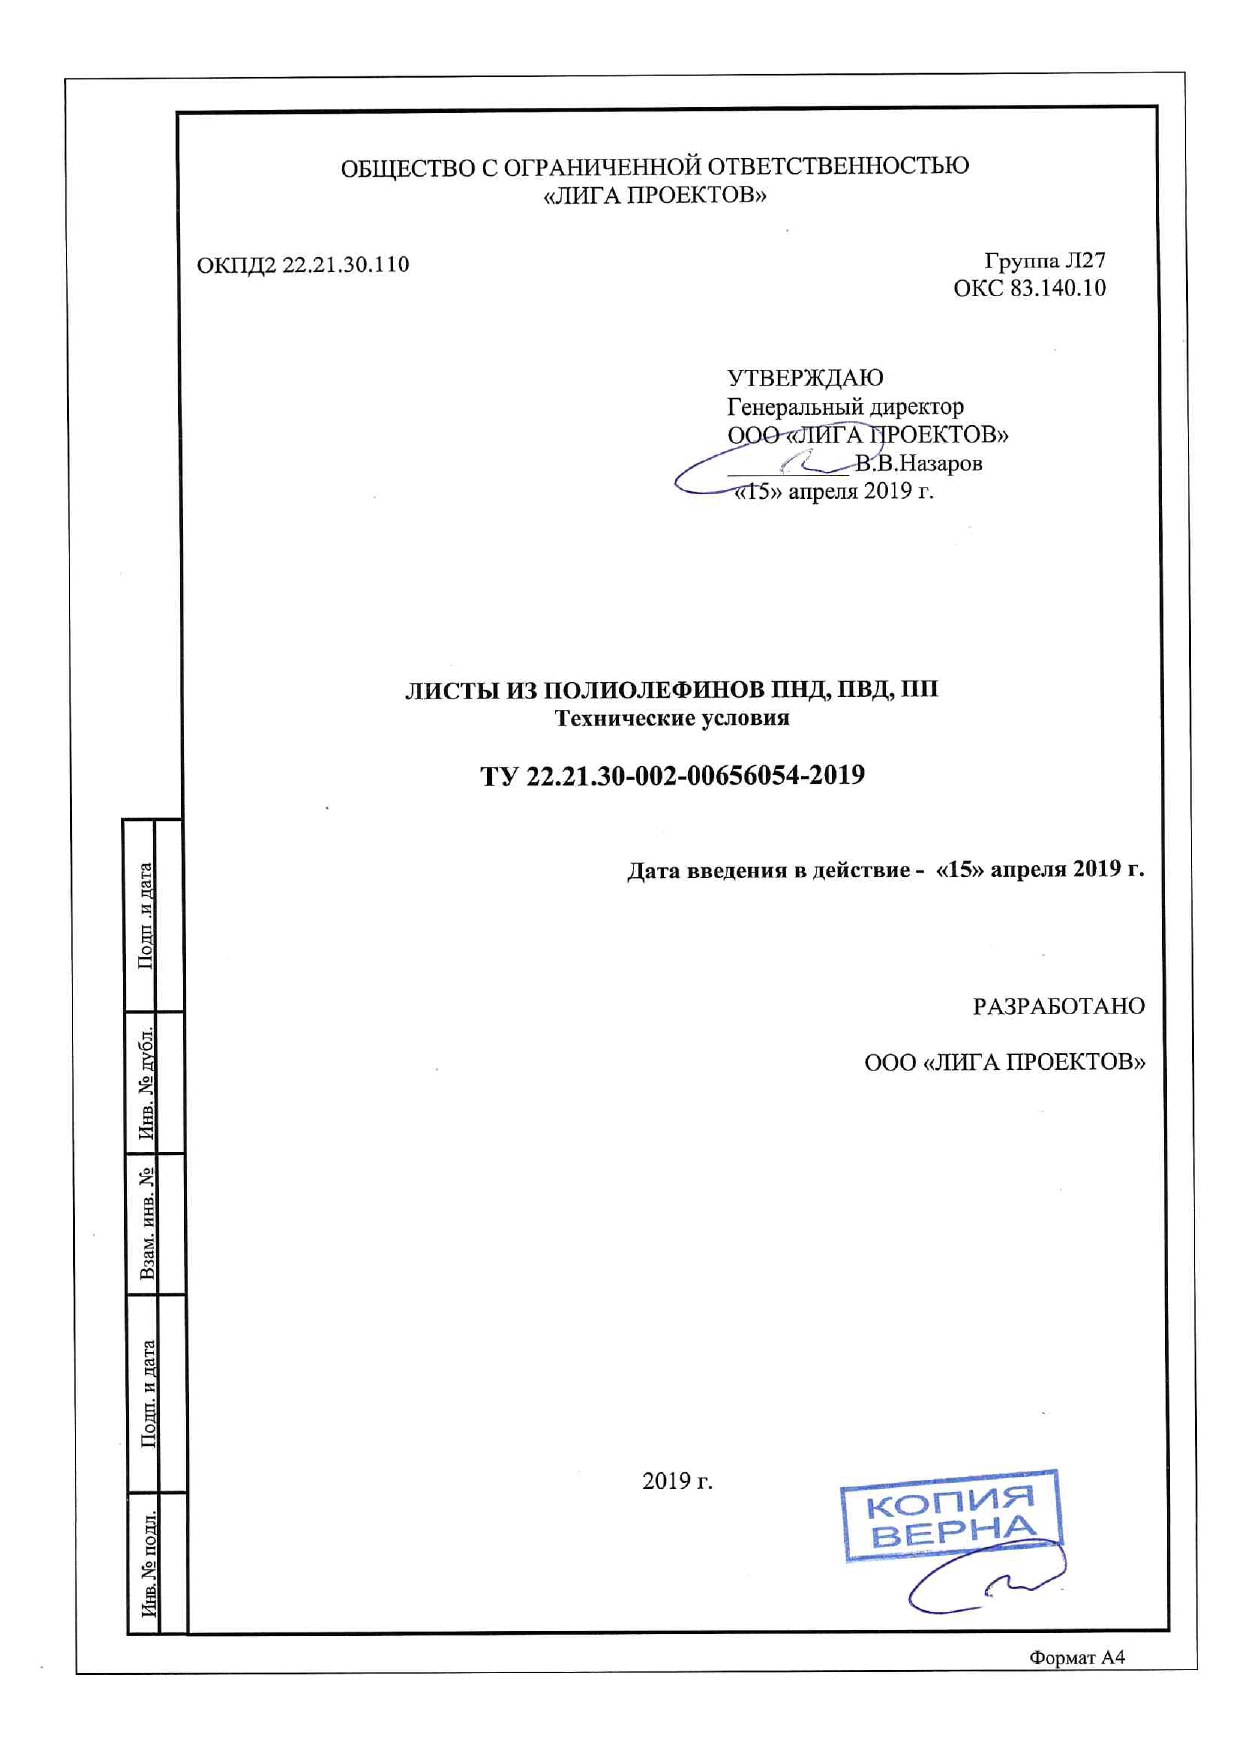 ОБЩЕСТВО С ОГРАНИЧЕННОЙ ОТВЕТСТВЕННОСТЬЮ
«ЛИГА ПРОЕКТОВ»
ОКПД2 22.21.30.110
Группа Л27
ОКС 83.140.10
УТВЕРЖДАЮ
Генеральный директор
ООО «ЛИГА ПРОЕКТОВ»
__________ В.В.Назаров
«15» апреля 2019 г.
ЛИСТЫ ИЗ ПОЛИОЛЕФИНОВ ПНД, ПВД, ПП
Технические условия
ТУ 22.21.30-002-00656054-2019
Дата введения в действие - «15» апреля 2019 г.
РАЗРАБОТАНО
ООО «ЛИГА ПРОЕКТОВ»
Подп .и дата
Инв. № дубл.
Взам. инв. №
Подп. и дата
Инв. № подл.
2019 г.
КОПИЯ
ВЕРНА
Формат А4